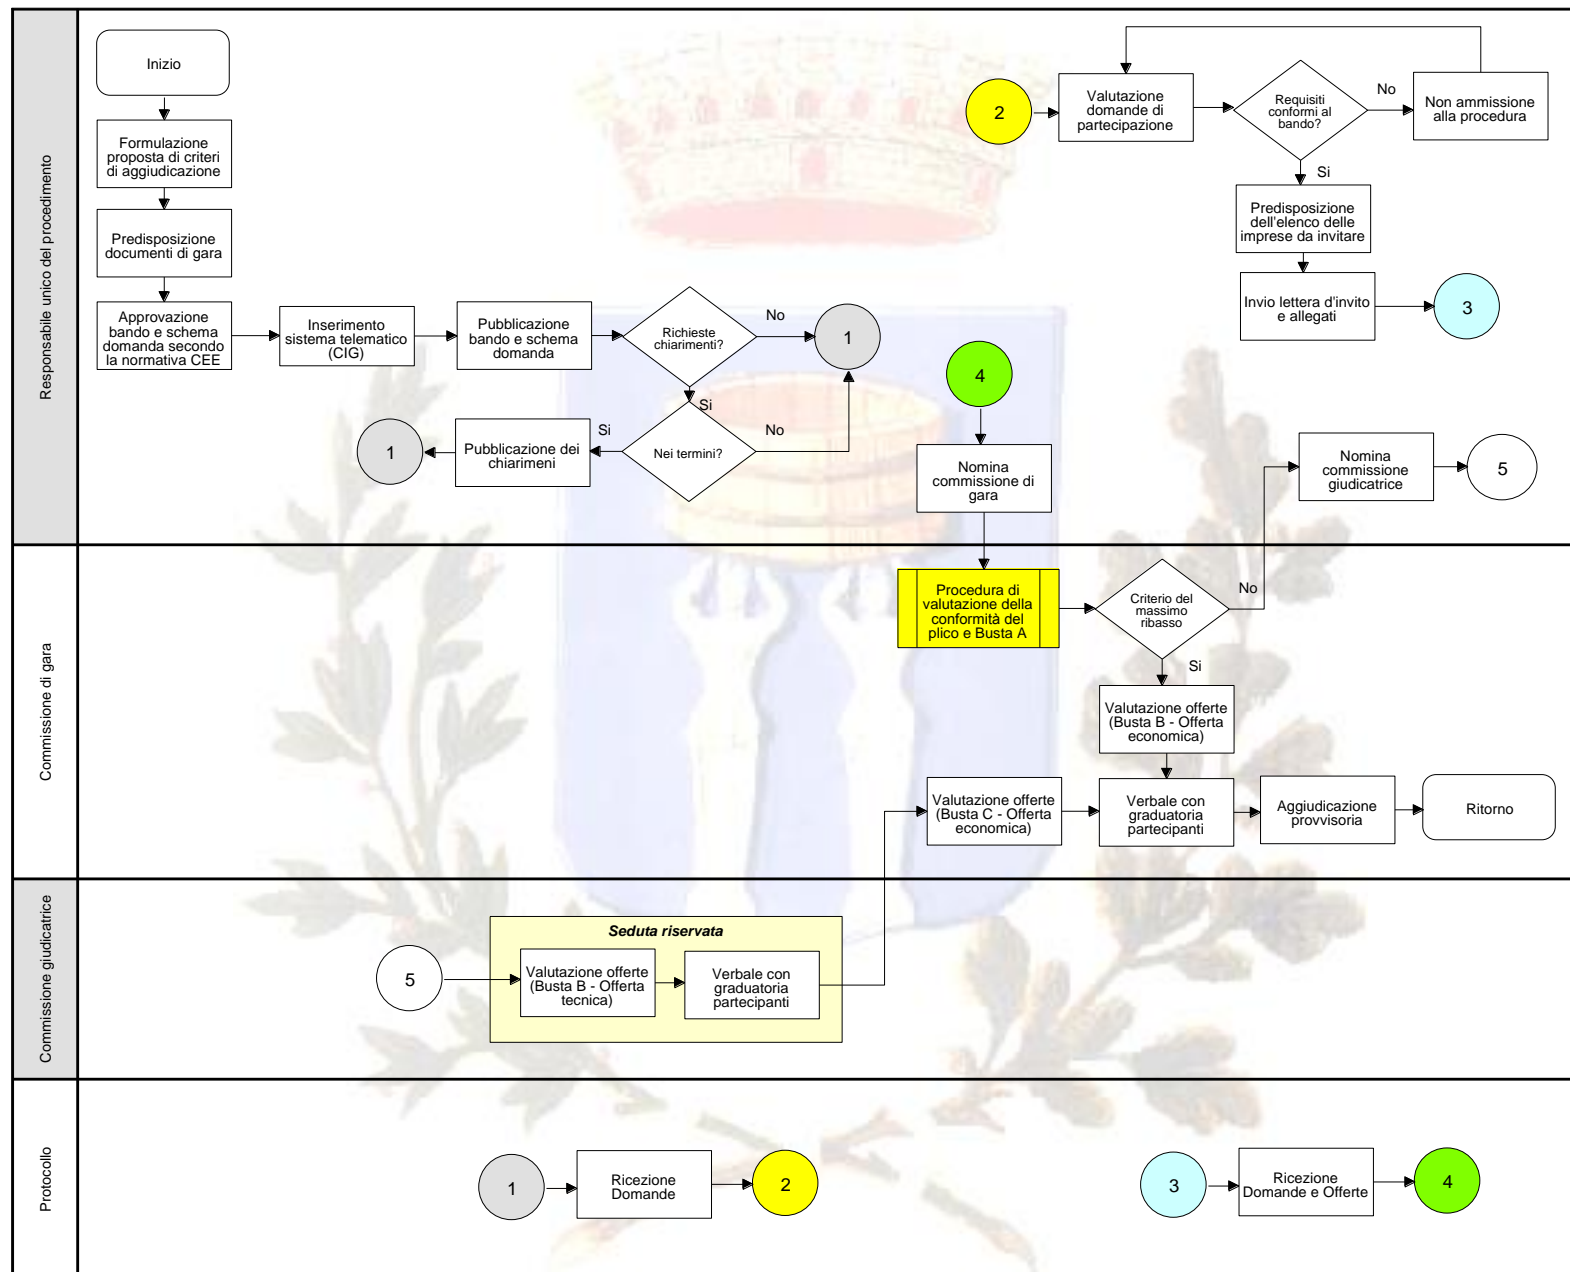 Responsabile unico del procedimento
Inizio
Formulazione
proposta di criteri
di aggiudicazione
Predisposizione
documenti di gara
Approvazione
bando e schema
domanda secondo
la normativa CEE
Inserimento
sistema telematico
(CIG)
Pubblicazione
bando e schema
domanda
Richieste
chiarimenti?
No
1
Si
Nei termini?
No
Si
Pubblicazione dei
chiarimeni
1
2
Valutazione
domande di
partecipazione
Requisiti
conformi al
bando?
No
Non ammissione
alla procedura
Si
Predisposizione
dell'elenco delle
imprese da invitare
Invio lettera d'invito
e allegati
3
4
Nomina
commissione di
gara
Nomina
commissione
giudicatrice
5
Commissione di gara
Procedura di
valutazione della
conformità del
plico e Busta A
Criterio del
massimo
ribasso
No
Si
Valutazione offerte
(Busta B - Offerta
economica)
Valutazione offerte
(Busta C - Offerta
economica)
Verbale con
graduatoria
partecipanti
Aggiudicazione
provvisoria
Ritorno
Commissione giudicatrice
5
Seduta riservata
Valutazione offerte
(Busta B - Offerta
tecnica)
Verbale con
graduatoria
partecipanti
Protocollo
1
Ricezione
Domande
2
3
Ricezione
Domande e Offerte
4